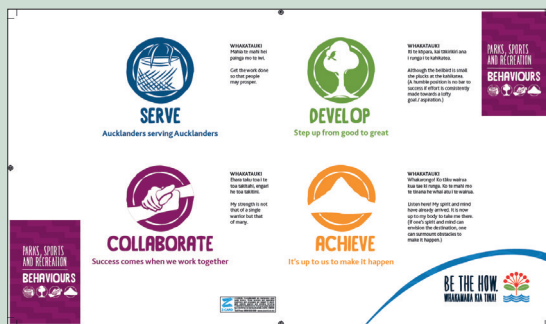 WHAKATAUKI
Mahia te mahi hei
painga mo te iwi.
Get the work done
so that people
may prosper.
SERVE
Aucklanders serving Aucklanders
WHAKATAUKI
Iti te kōpara, kai tikitiki ana
i runga i te kahikatea.
Although the bellbird is small
she plucks at the kahikatea.
(A humble position is no bar to
success if effort is consistently
made towards a lofty
goal / aspiration.)
DEVELOP
Step up from good to great
PARKS, SPORTS
AND RECREATION
BEHAVIOURS
WHAKATAUKI
Ehara taku toa i te
toa takitahi, engari
he toa takitini.
My strength is not
that of a single
warrior but that
of many.
COLLABORATE
Success comes when we work together
WHAKATAUKI
Whakarongo! Ko tōku wairua
kua tae ki runga. Ko te mahi mo
te tinana he whai atu i te wairua.
Listen here! My spirit and mind
have already arrived. It is now
up to my body to take me there.
(If one's spirit and mind can
envision the destination, one
can surmount obstacles to
make it happen.)
ACHIEVE
It's up to us to make it happen
PARKS, SPORTS
AND RECREATION
BEHAVIOURS
BE THE HOW.
WHAKAMAHIA KIA TINA!